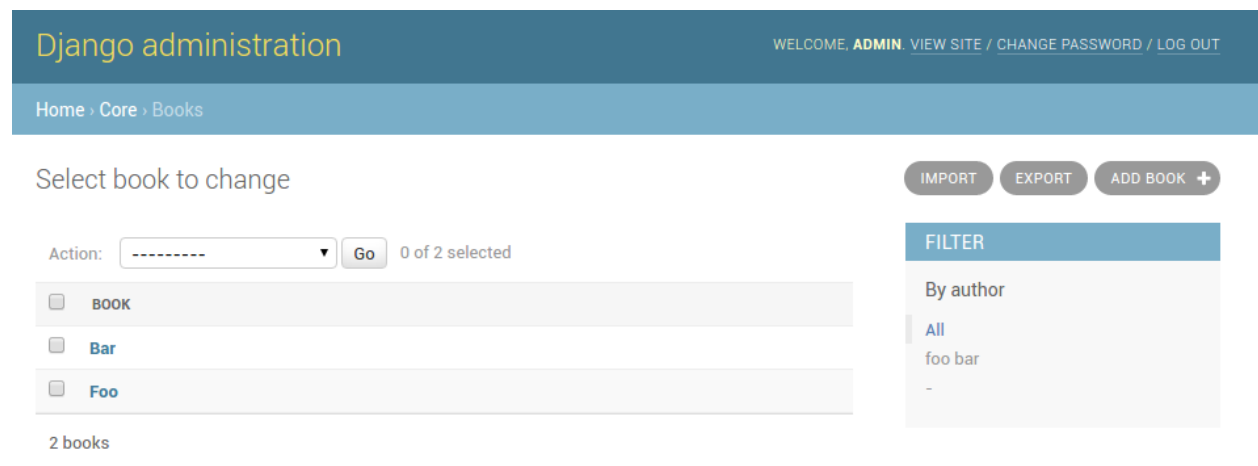 Django administration
WELCOME, ADMIN. VIEW SITE / CHANGE PASSWORD / LOG OUT
Home › Core › Books
Select book to change
IMPORT
EXPORT
ADD BOOK +
Action: --------- Go 0 of 2 selected
BOOK
Bar
Foo
2 books
FILTER
By author
All
foo bar
-